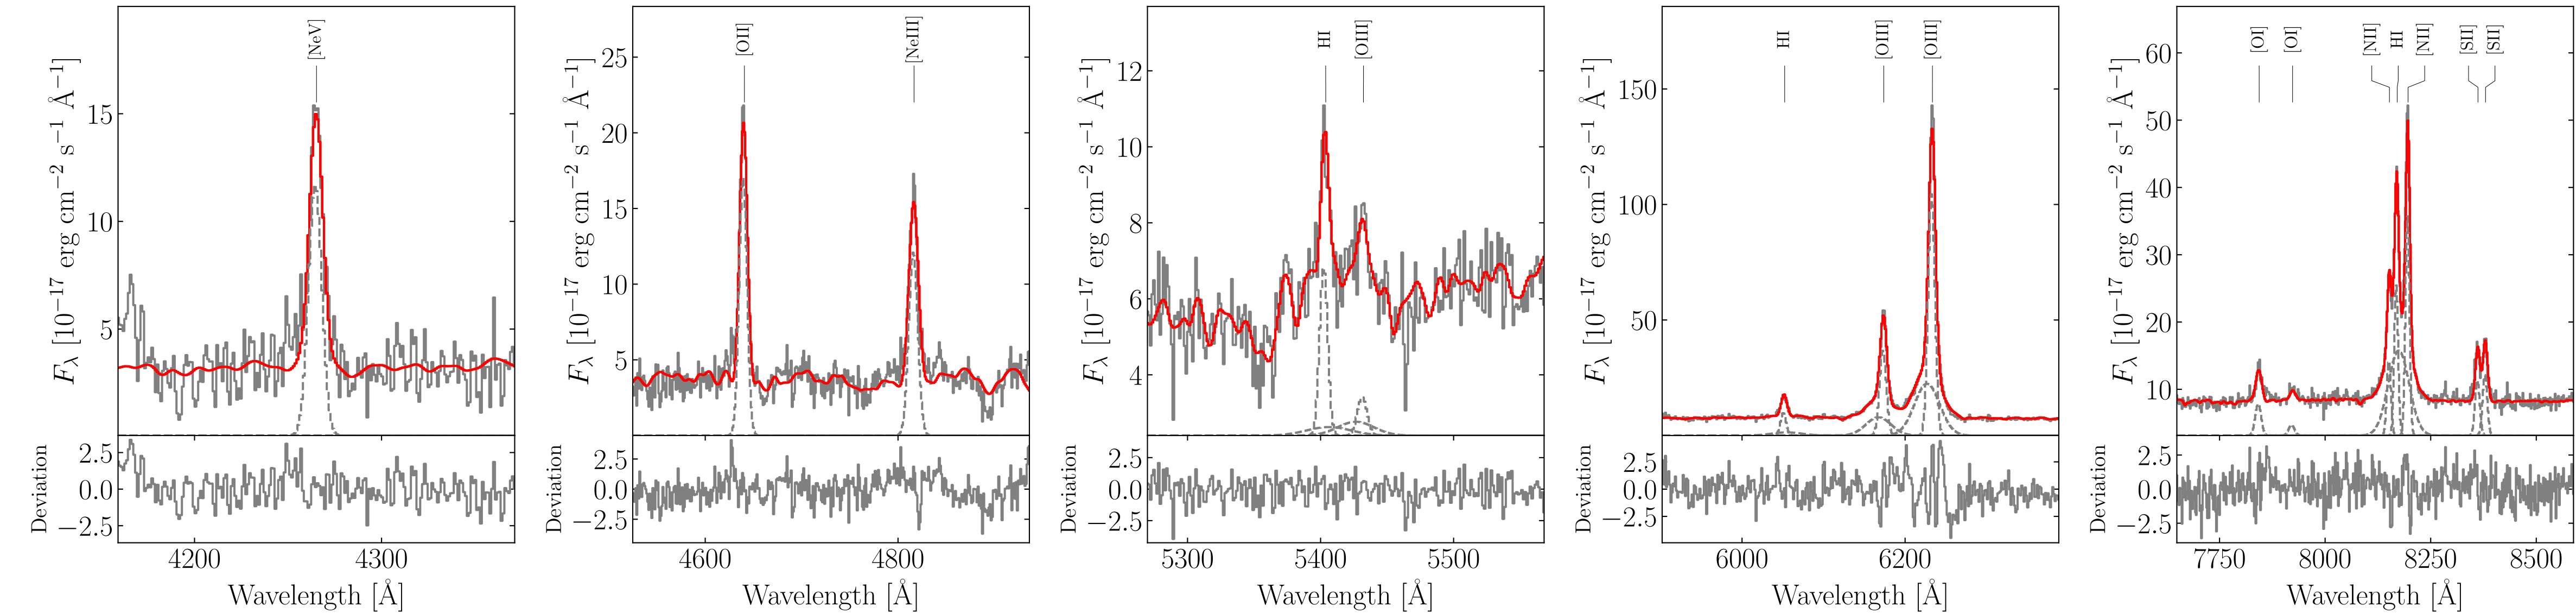 [NeV]
15
10
5
F_λ [10⁻¹⁷ erg cm⁻² s⁻¹ Å⁻¹]
2.5
0.0
−2.5
Deviation
4200 4300
Wavelength [Å]
[OII] [NeIII]
25
20
15
10
5
F_λ [10⁻¹⁷ erg cm⁻² s⁻¹ Å⁻¹]
2.5
0.0
−2.5
Deviation
4600 4800
Wavelength [Å]
HI [OIII]
12
10
8
6
4
F_λ [10⁻¹⁷ erg cm⁻² s⁻¹ Å⁻¹]
2.5
0.0
−2.5
Deviation
5300 5400 5500
Wavelength [Å]
HI [OIII] [OIII]
150
100
50
F_λ [10⁻¹⁷ erg cm⁻² s⁻¹ Å⁻¹]
2.5
0.0
−2.5
Deviation
6000 6200
Wavelength [Å]
[OI] [OI] [NII] HI [NII] [SII] [SII]
60
50
40
30
20
10
F_λ [10⁻¹⁷ erg cm⁻² s⁻¹ Å⁻¹]
2.5
0.0
−2.5
Deviation
7750 8000 8250 8500
Wavelength [Å]